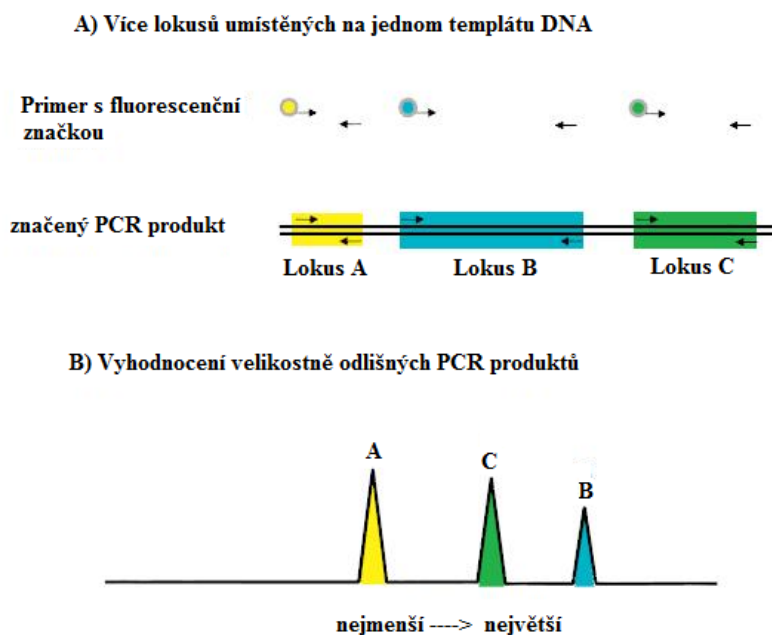 A) Více lokusů umístěných na jednom templátu DNA
Primer s fluorescenční
značkou
značený PCR produkt
Lokus A
Lokus B
Lokus C
B) Vyhodnocení velikostně odlišných PCR produktů
A
C
B
nejmenší ----> největší